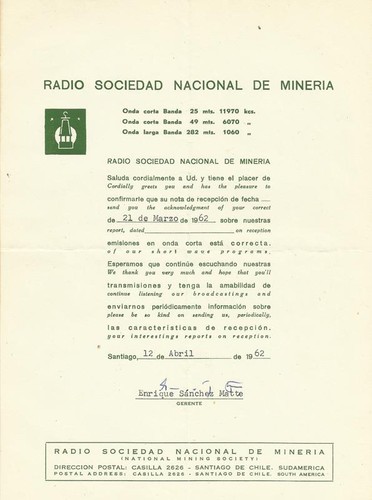 RADIO SOCIEDAD NACIONAL DE MINERIA
Onda corta Banda 25 mts. 11970 kcs.
Onda corta Banda 49 mts. 6070 „
Onda larga Banda 282 mts. 1060 „
RADIO SOCIEDAD NACIONAL DE MINERIA
Saluda cordialmente a Ud. y tiene el placer de
Cordially greets you and has the pleasure to
confirmarle que su nota de recepción de fecha
send you the acknowledgment of your correct
de 21 de Marzo de 1962 sobre nuestras
report, dated on reception
emisiones en onda corta está correcta.
of our short wave programs.
Esperamos que continúe escuchando nuestras
We thank you very much and hope that you'll
transmisiones y tenga la amabilidad de
continue listening our broadcastings and
enviarnos periódicamente información sobre
please be so kind on sending us, periodically,
las características de recepción.
your interestings reports on reception.
Santiago, 12 de Abril de 1962
Enrique Sánchez Matte
GERENTE
RADIO SOCIEDAD NACIONAL DE MINERIA
(NATIONAL MINING SOCIETY)
DIRECCION POSTAL: CASILLA 2626 - SANTIAGO DE CHILE. SUDAMERICA
POSTAL ADDRESS: CASILLA 2626 - SANTIAGO DE CHILE. SOUTH AMERICA